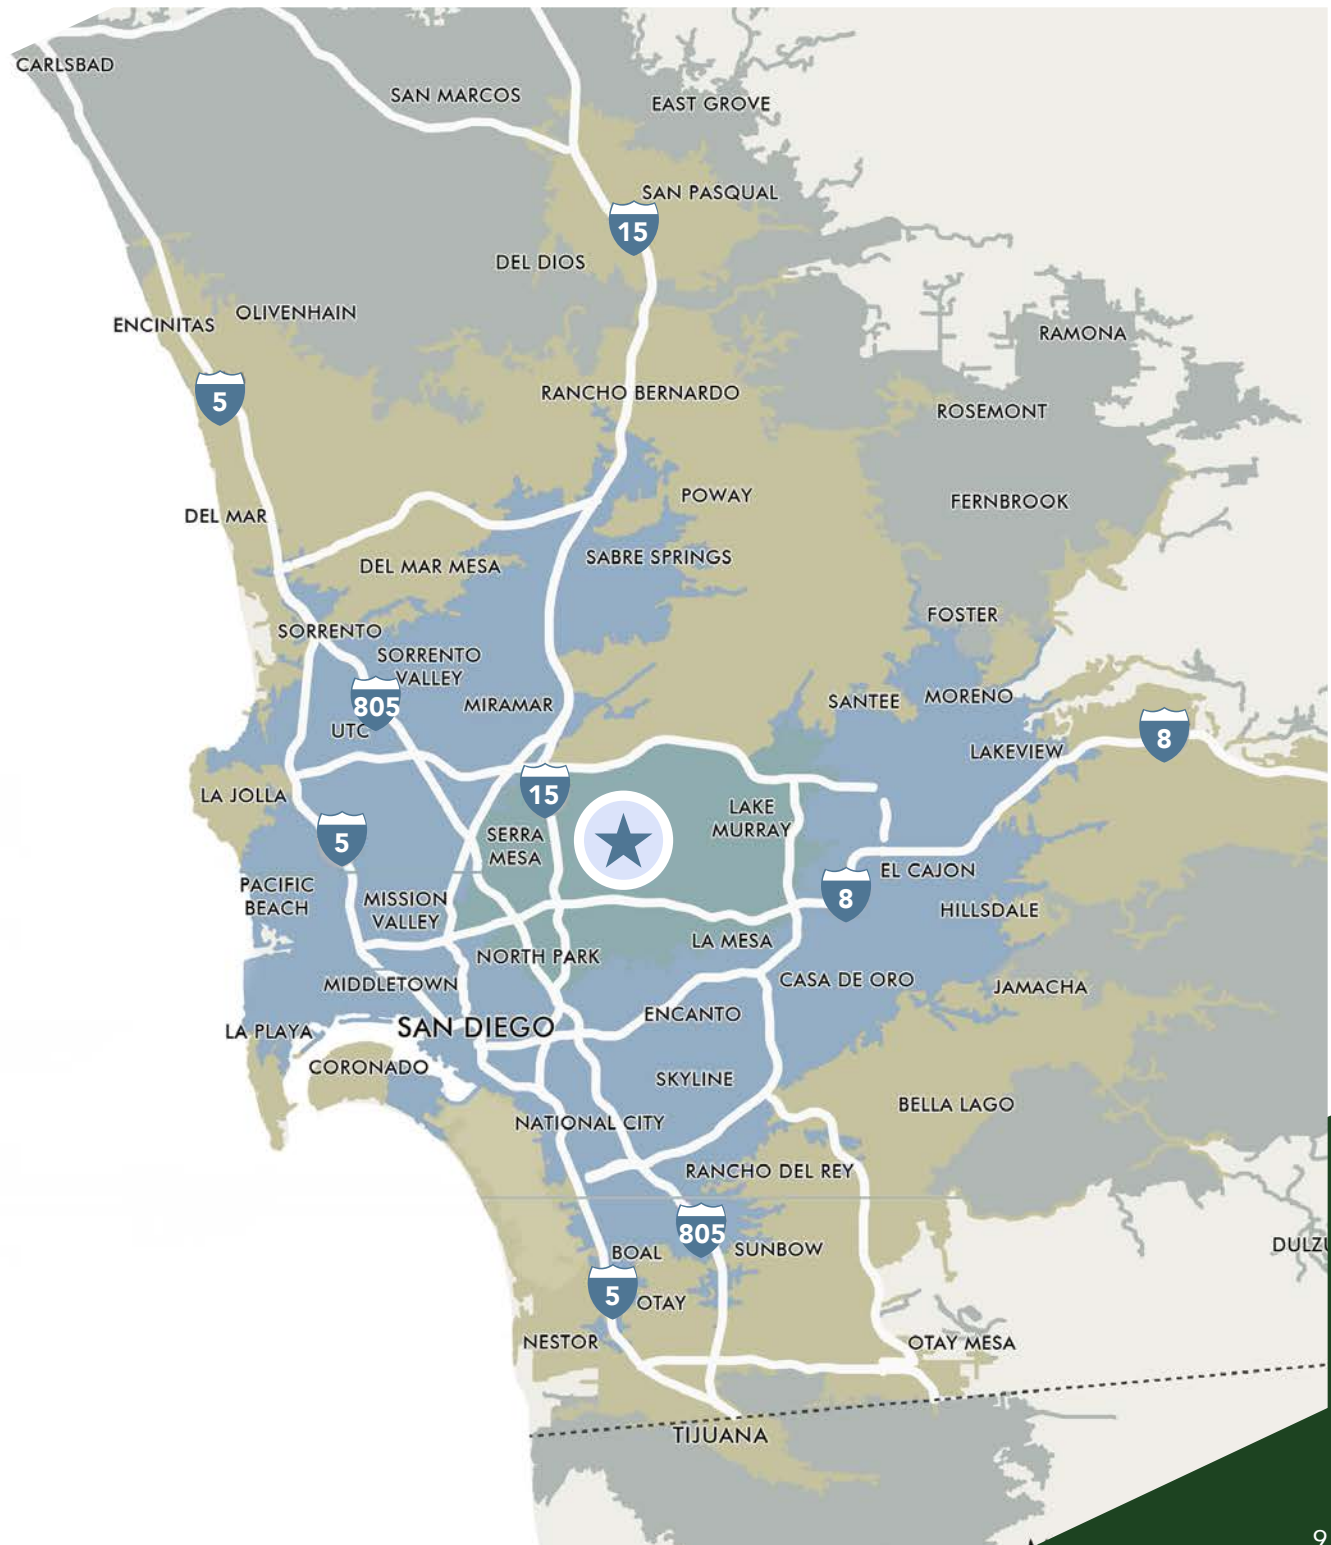 CARLSBAD
SAN MARCOS
EAST GROVE
SAN PASQUAL
15
DEL DIOS
OLIVENHAIN
ENCINITAS
RAMONA
5
RANCHO BERNARDO
ROSEMONT
POWAY
FERNBROOK
DEL MAR
SABRE SPRINGS
DEL MAR MESA
FOSTER
SORRENTO
SORRENTO
VALLEY
805
MIRAMAR
SANTEE
MORENO
UTC
8
LAKEVIEW
15
LA JOLLA
LAKE
MURRAY
5
SERRA
MESA
EL CAJON
PACIFIC
BEACH
MISSION
VALLEY
8
HILLSDALE
LA MESA
NORTH PARK
MIDDLETOWN
CASA DE ORO
JAMACHA
ENCANTO
LA PLAYA
SAN DIEGO
CORONADO
SKYLINE
BELLA LAGO
NATIONAL CITY
RANCHO DEL REY
805
BOAL
SUNBOW
DULZU
5
OTAY
NESTOR
OTAY MESA
TIJUANA
9